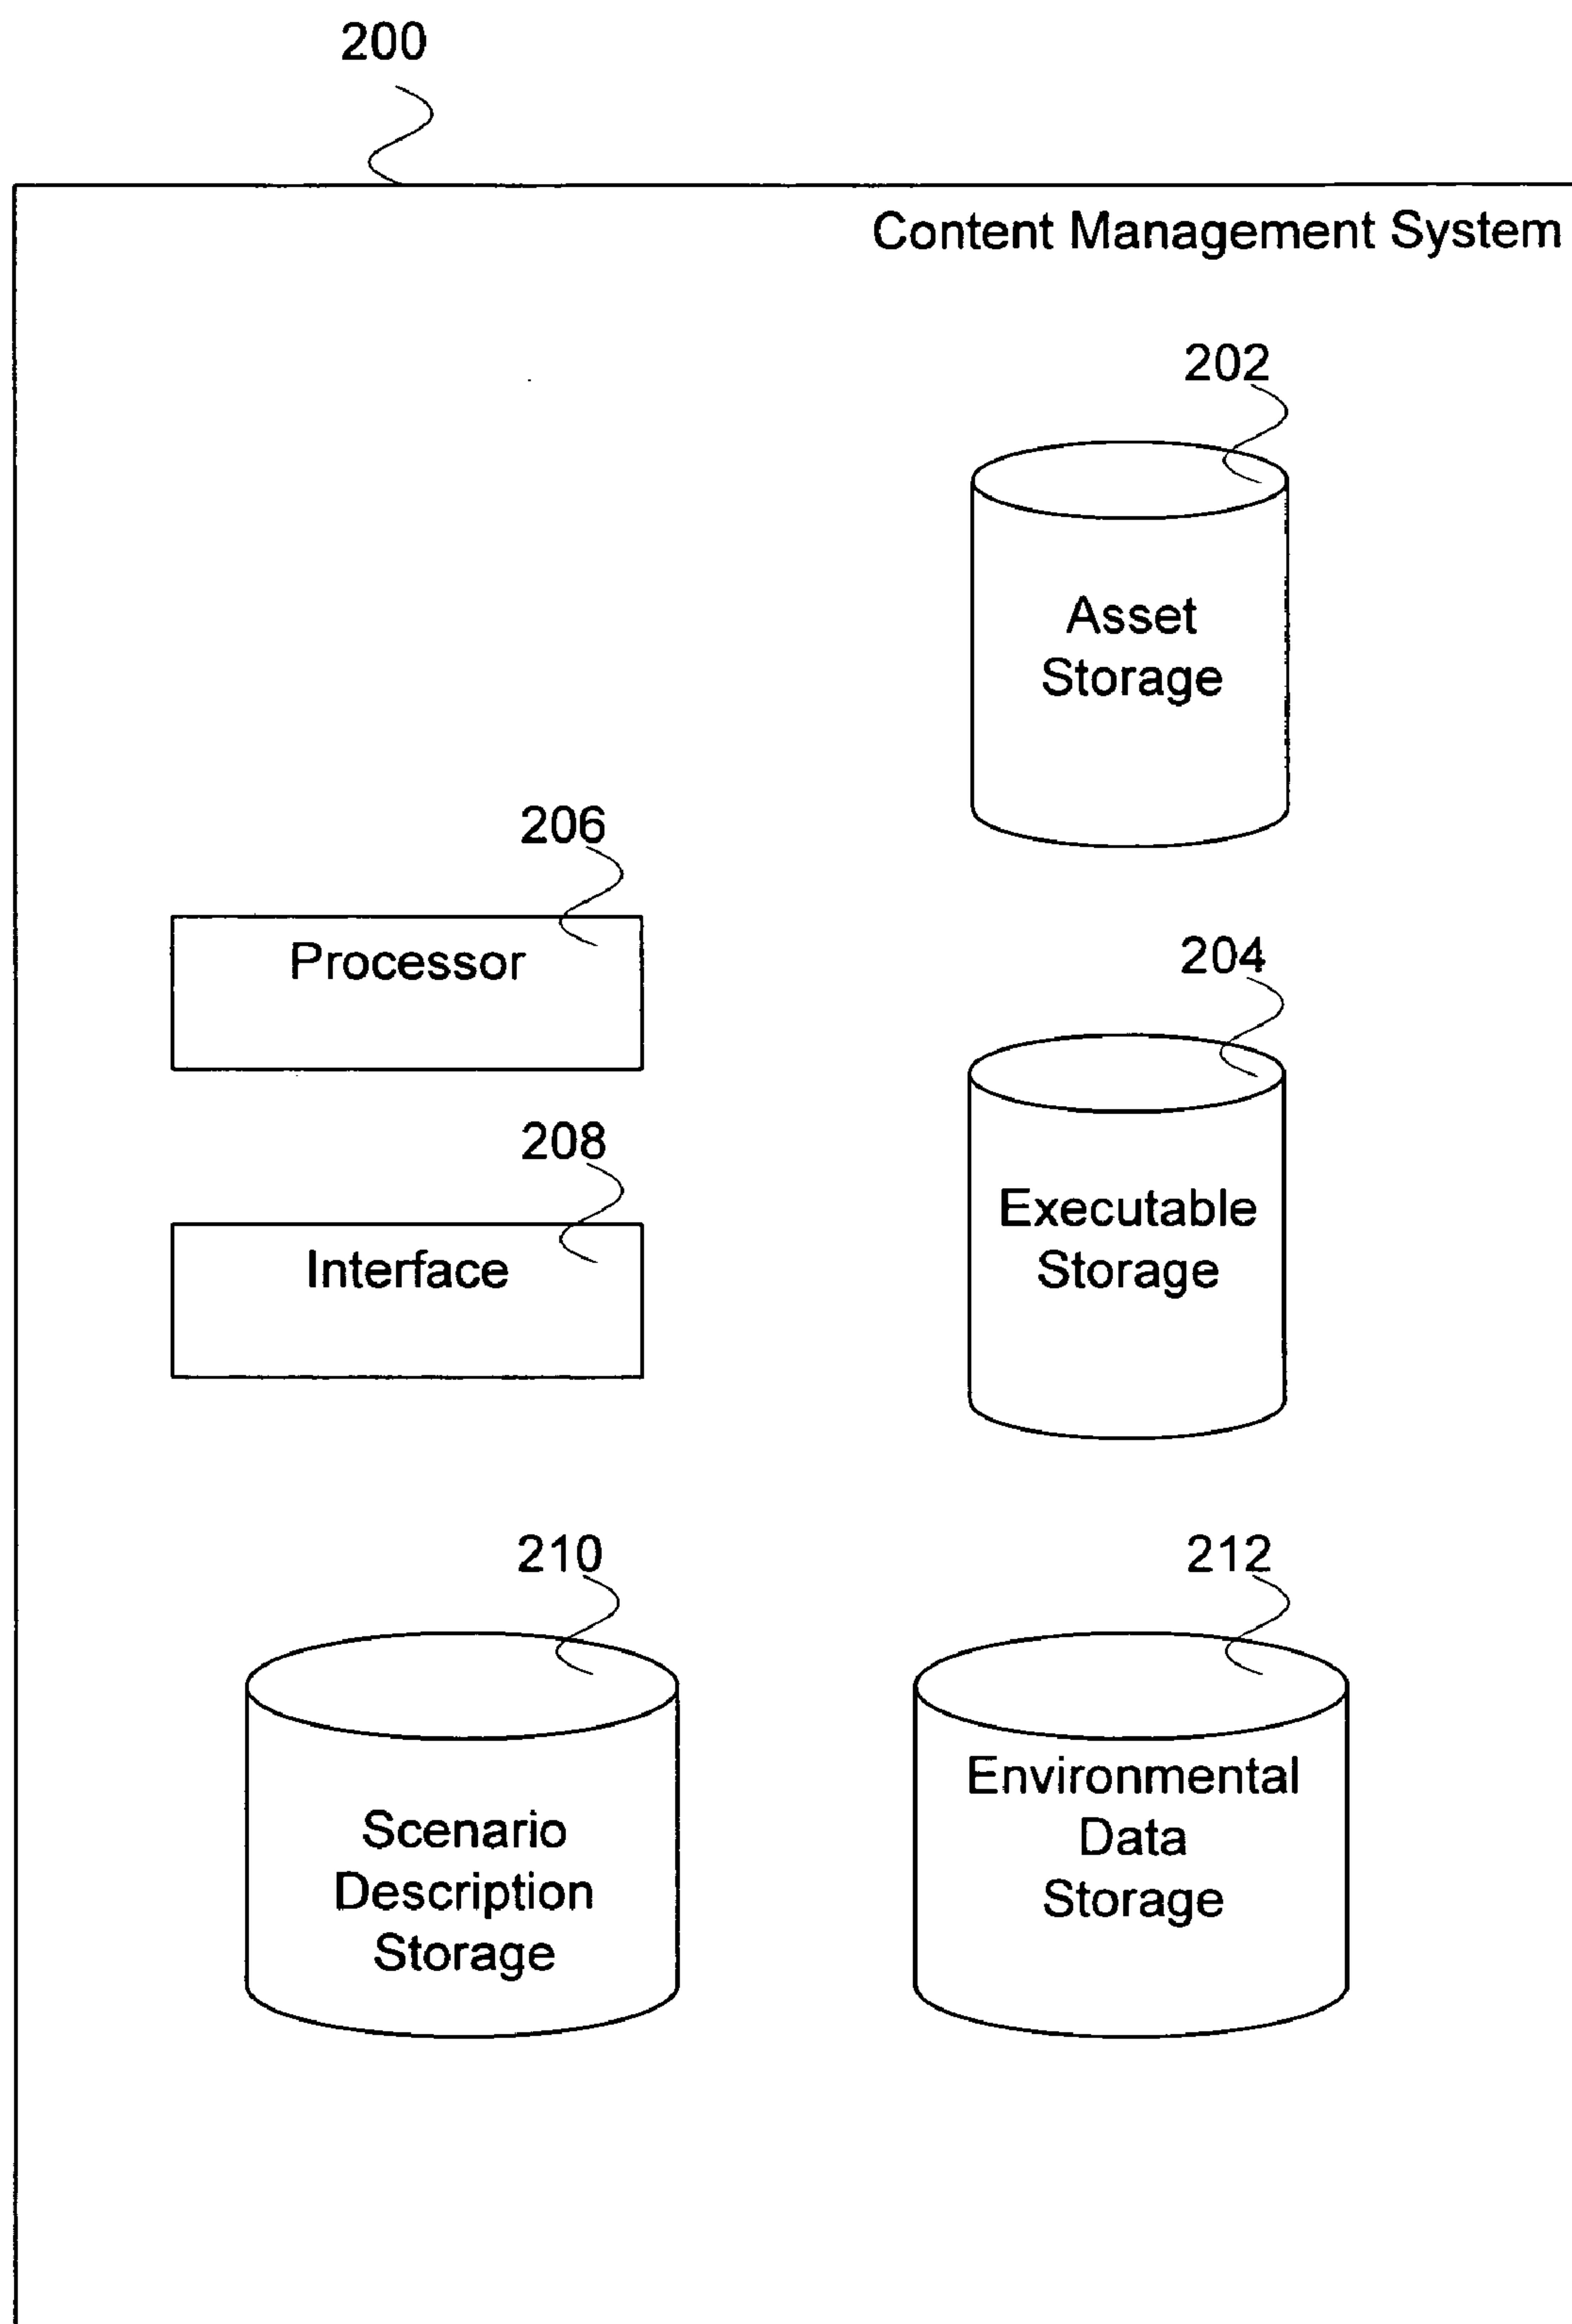 200
Content Management System
202
Asset
Storage
206
Processor
204
208
Executable
Storage
Interface
210
212
Scenario
Description
Storage
Environmental
Data
Storage